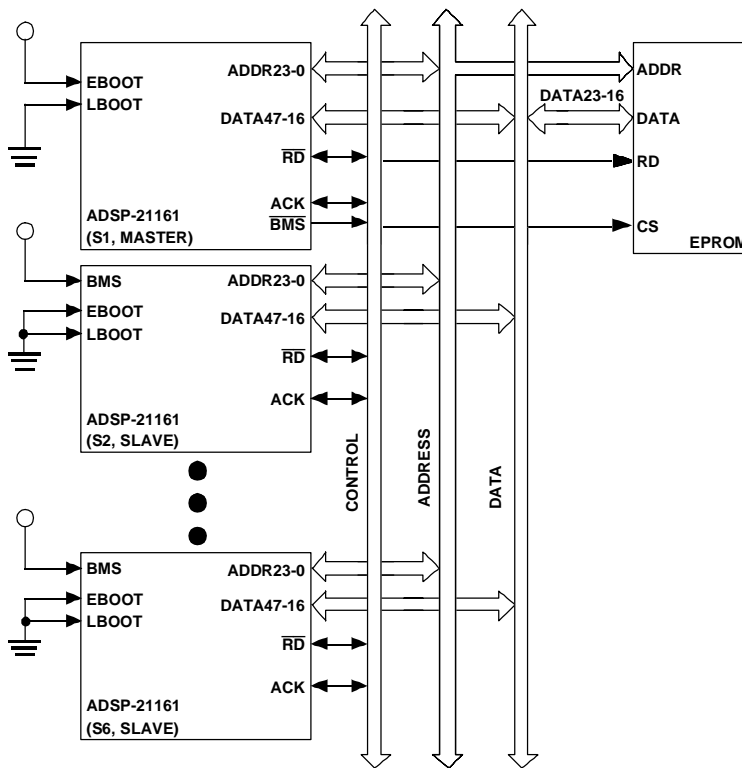 EBOOT
LBOOT
ADDR23-0
DATA47-16
RD
ACK
BMS
ADSP-21161
(S1, MASTER)
ADDR
DATA23-16
DATA
RD
CS
EPROM
BMS
EBOOT
LBOOT
ADDR23-0
DATA47-16
RD
ACK
ADSP-21161
(S2, SLAVE)
CONTROL
ADDRESS
DATA
BMS
EBOOT
LBOOT
ADDR23-0
DATA47-16
RD
ACK
ADSP-21161
(S6, SLAVE)